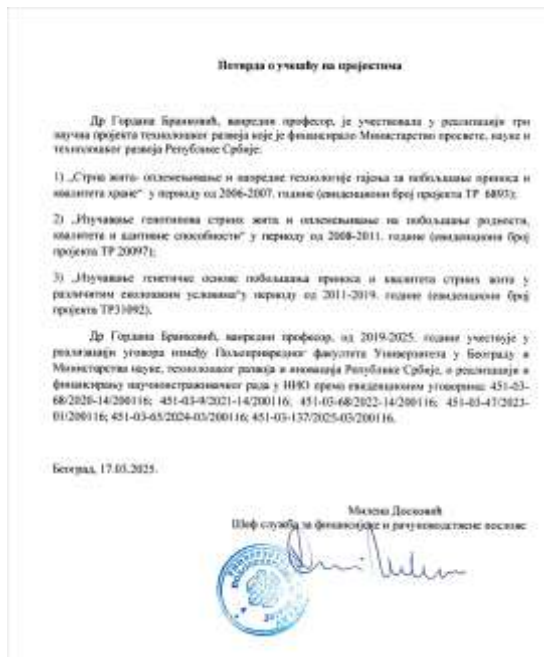 Потврда о учешћу на пројектима
Др Гордана Бранковић, ванредни професор, је учествовала у реализацији три
научна пројекта технолошког развоја које је финансирало Министарство просвете, науке и
технолошког развоја Републике Србије:
1) „Стрна жита- оплемењивање и напредне технологије гајења за побољшање приноса и
квалитета хране“ у периоду од 2006-2007. године (евиденциони број пројекта ТР 6893);
2) „Изучавање генотипова стрних жита и оплемењивање на побољшање родности,
квалитета и адитивне способности“ у периоду од 2008-2011. године (евиденциони број
пројекта ТР 20097);
3) „Изучавање генетичке основе побољшања приноса и квалитета стрних жита у
различитим еколошким условима“у периоду од 2011-2019. године (евиденциони број
пројекта ТР31092).
Др Гордана Бранковић, ванредни професор, од 2019-2025. године учествује у
реализацији уговора између Пољопривредног факултета Универзитета у Београду и
Министарства науке, технолошког развоја и иновација Републике Србије, о реализацији и
финансирању научноистраживачког рада у НИО према евиденционим уговорима: 451-03-
68/2020-14/200116; 451-03-9/2021-14/200116; 451-03-68/2022-14/200116; 451-03-47/2023-
01/200116; 451-03-65/2024-03/200116; 451-03-137/2025-03/200116.
Београд, 17.03.2025.
Милена Досковић
Шеф службе за финансијске и рачуноводствене послове